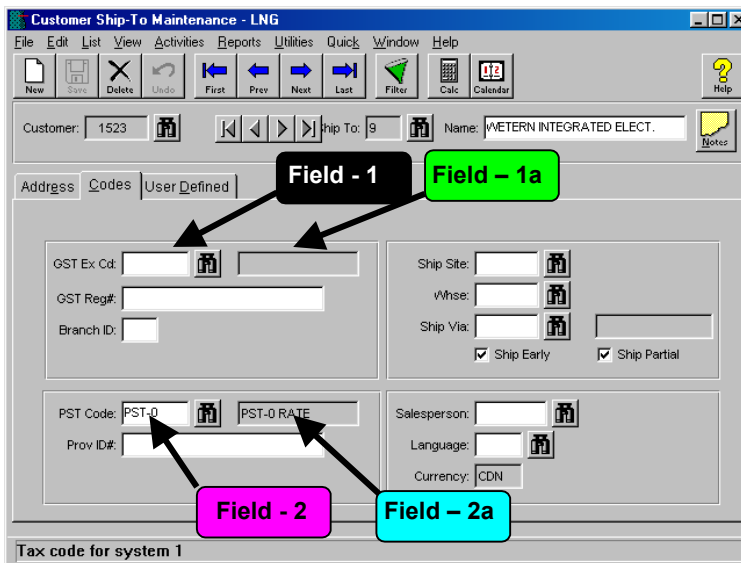 Customer Ship-To Maintenance - LNG
File Edit List View Activities Reports Utilities Quick Window Help
New Save Delete Undo First Prev Next Last Filter Calc Calendar Help
Customer: 1523 hip To: 9 Name: WETERN INTEGRATED ELECT. Notes
Address Codes User Defined
Field - 1 Field – 1a
GST Ex Cd: Ship Site:
GST Reg#: Whse:
Branch ID: Ship Via:
Ship Early Ship Partial
PST Code: PST-0 PST-0 RATE Salesperson:
Prov ID#: Language:
Currency: CDN
Field - 2 Field – 2a
Tax code for system 1